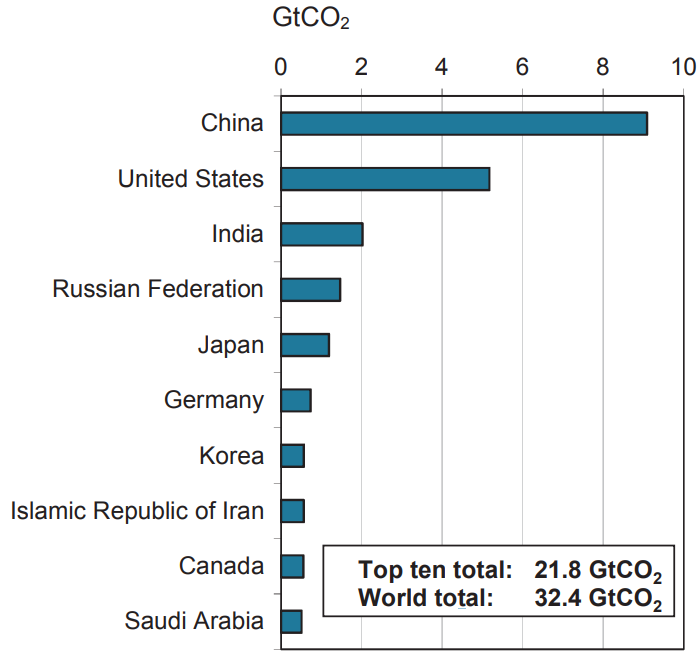 GtCO₂
0 2 4 6 8 10
China
United States
India
Russian Federation
Japan
Germany
Korea
Islamic Republic of Iran
Canada
Saudi Arabia
Top ten total: 21.8 GtCO₂
World total: 32.4 GtCO₂